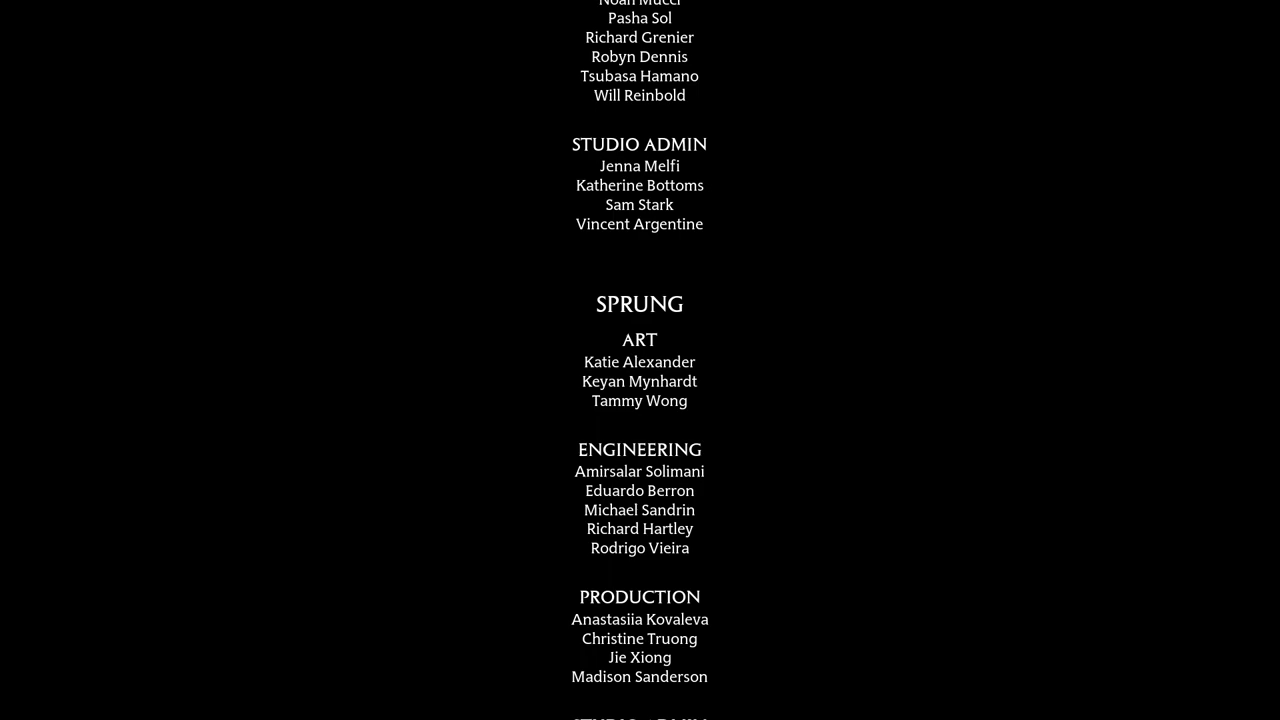 Noah Mucci
Pasha Sol
Richard Grenier
Robyn Dennis
Tsubasa Hamano
Will Reinbold
STUDIO ADMIN
Jenna Melfi
Katherine Bottoms
Sam Stark
Vincent Argentine
SPRUNG
ART
Katie Alexander
Keyan Mynhardt
Tammy Wong
ENGINEERING
Amirsalar Solimani
Eduardo Berron
Michael Sandrin
Richard Hartley
Rodrigo Vieira
PRODUCTION
Anastasiia Kovaleva
Christine Truong
Jie Xiong
Madison Sanderson